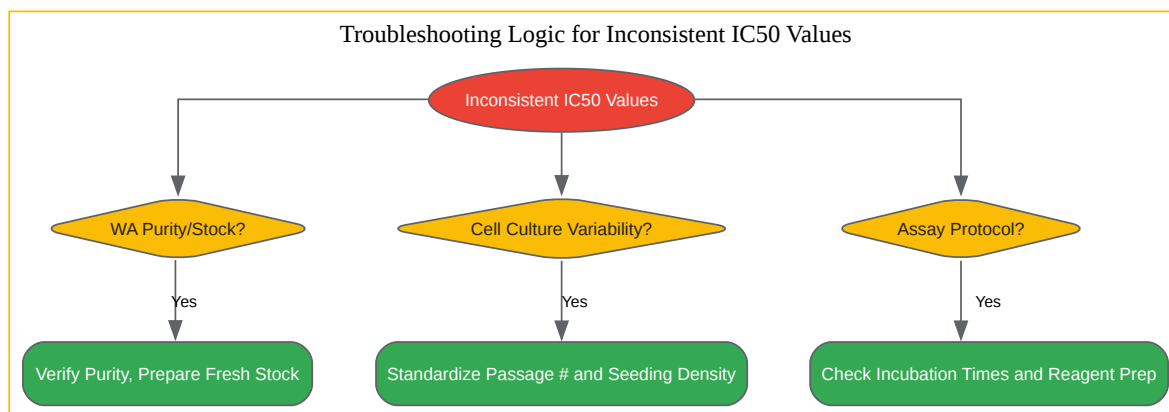 Troubleshooting Logic for Inconsistent IC50 Values
Inconsistent IC50 Values
WA Purity/Stock?
Cell Culture Variability?
Assay Protocol?
Yes
Yes
Yes
Verify Purity, Prepare Fresh Stock
Standardize Passage # and Seeding Density
Check Incubation Times and Reagent Prep